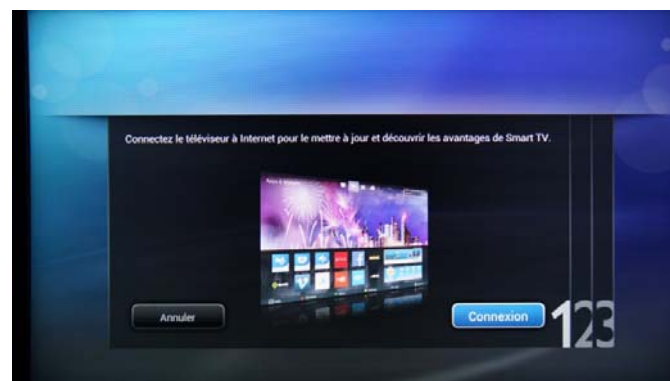 Connectez le téléviseur à Internet pour le mettre à jour et découvrir les avantages de Smart TV.
Annuler
Connexion
123